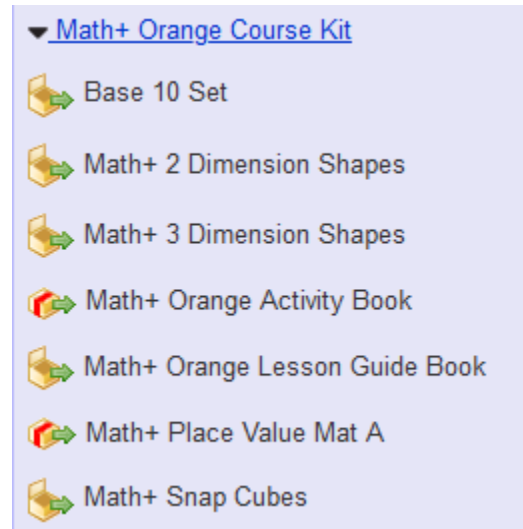 Math+ Orange Course Kit
Base 10 Set
Math+ 2 Dimension Shapes
Math+ 3 Dimension Shapes
Math+ Orange Activity Book
Math+ Orange Lesson Guide Book
Math+ Place Value Mat A
Math+ Snap Cubes